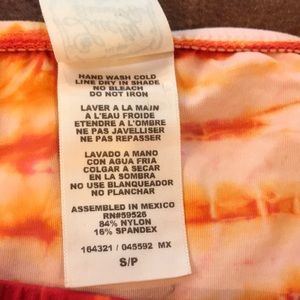 HAND WASH COLD
LINE DRY IN SHADE
NO BLEACH
DO NOT IRON
LAVER A LA MAIN
A L'EAU FROIDE
ETENDRE A L'OMBRE
NE PAS JAVELLISER
NE PAS REPASSER
LAVADO A MANO
CON AGUA FRIA
COLGAR A SECAR
EN LA SOMBRA
NO USE BLANQUEADOR
NO PLANCHAR
ASSEMBLED IN MEXICO
RN#59526
84% NYLON
16% SPANDEX
164321 / 045592 MX
S/P